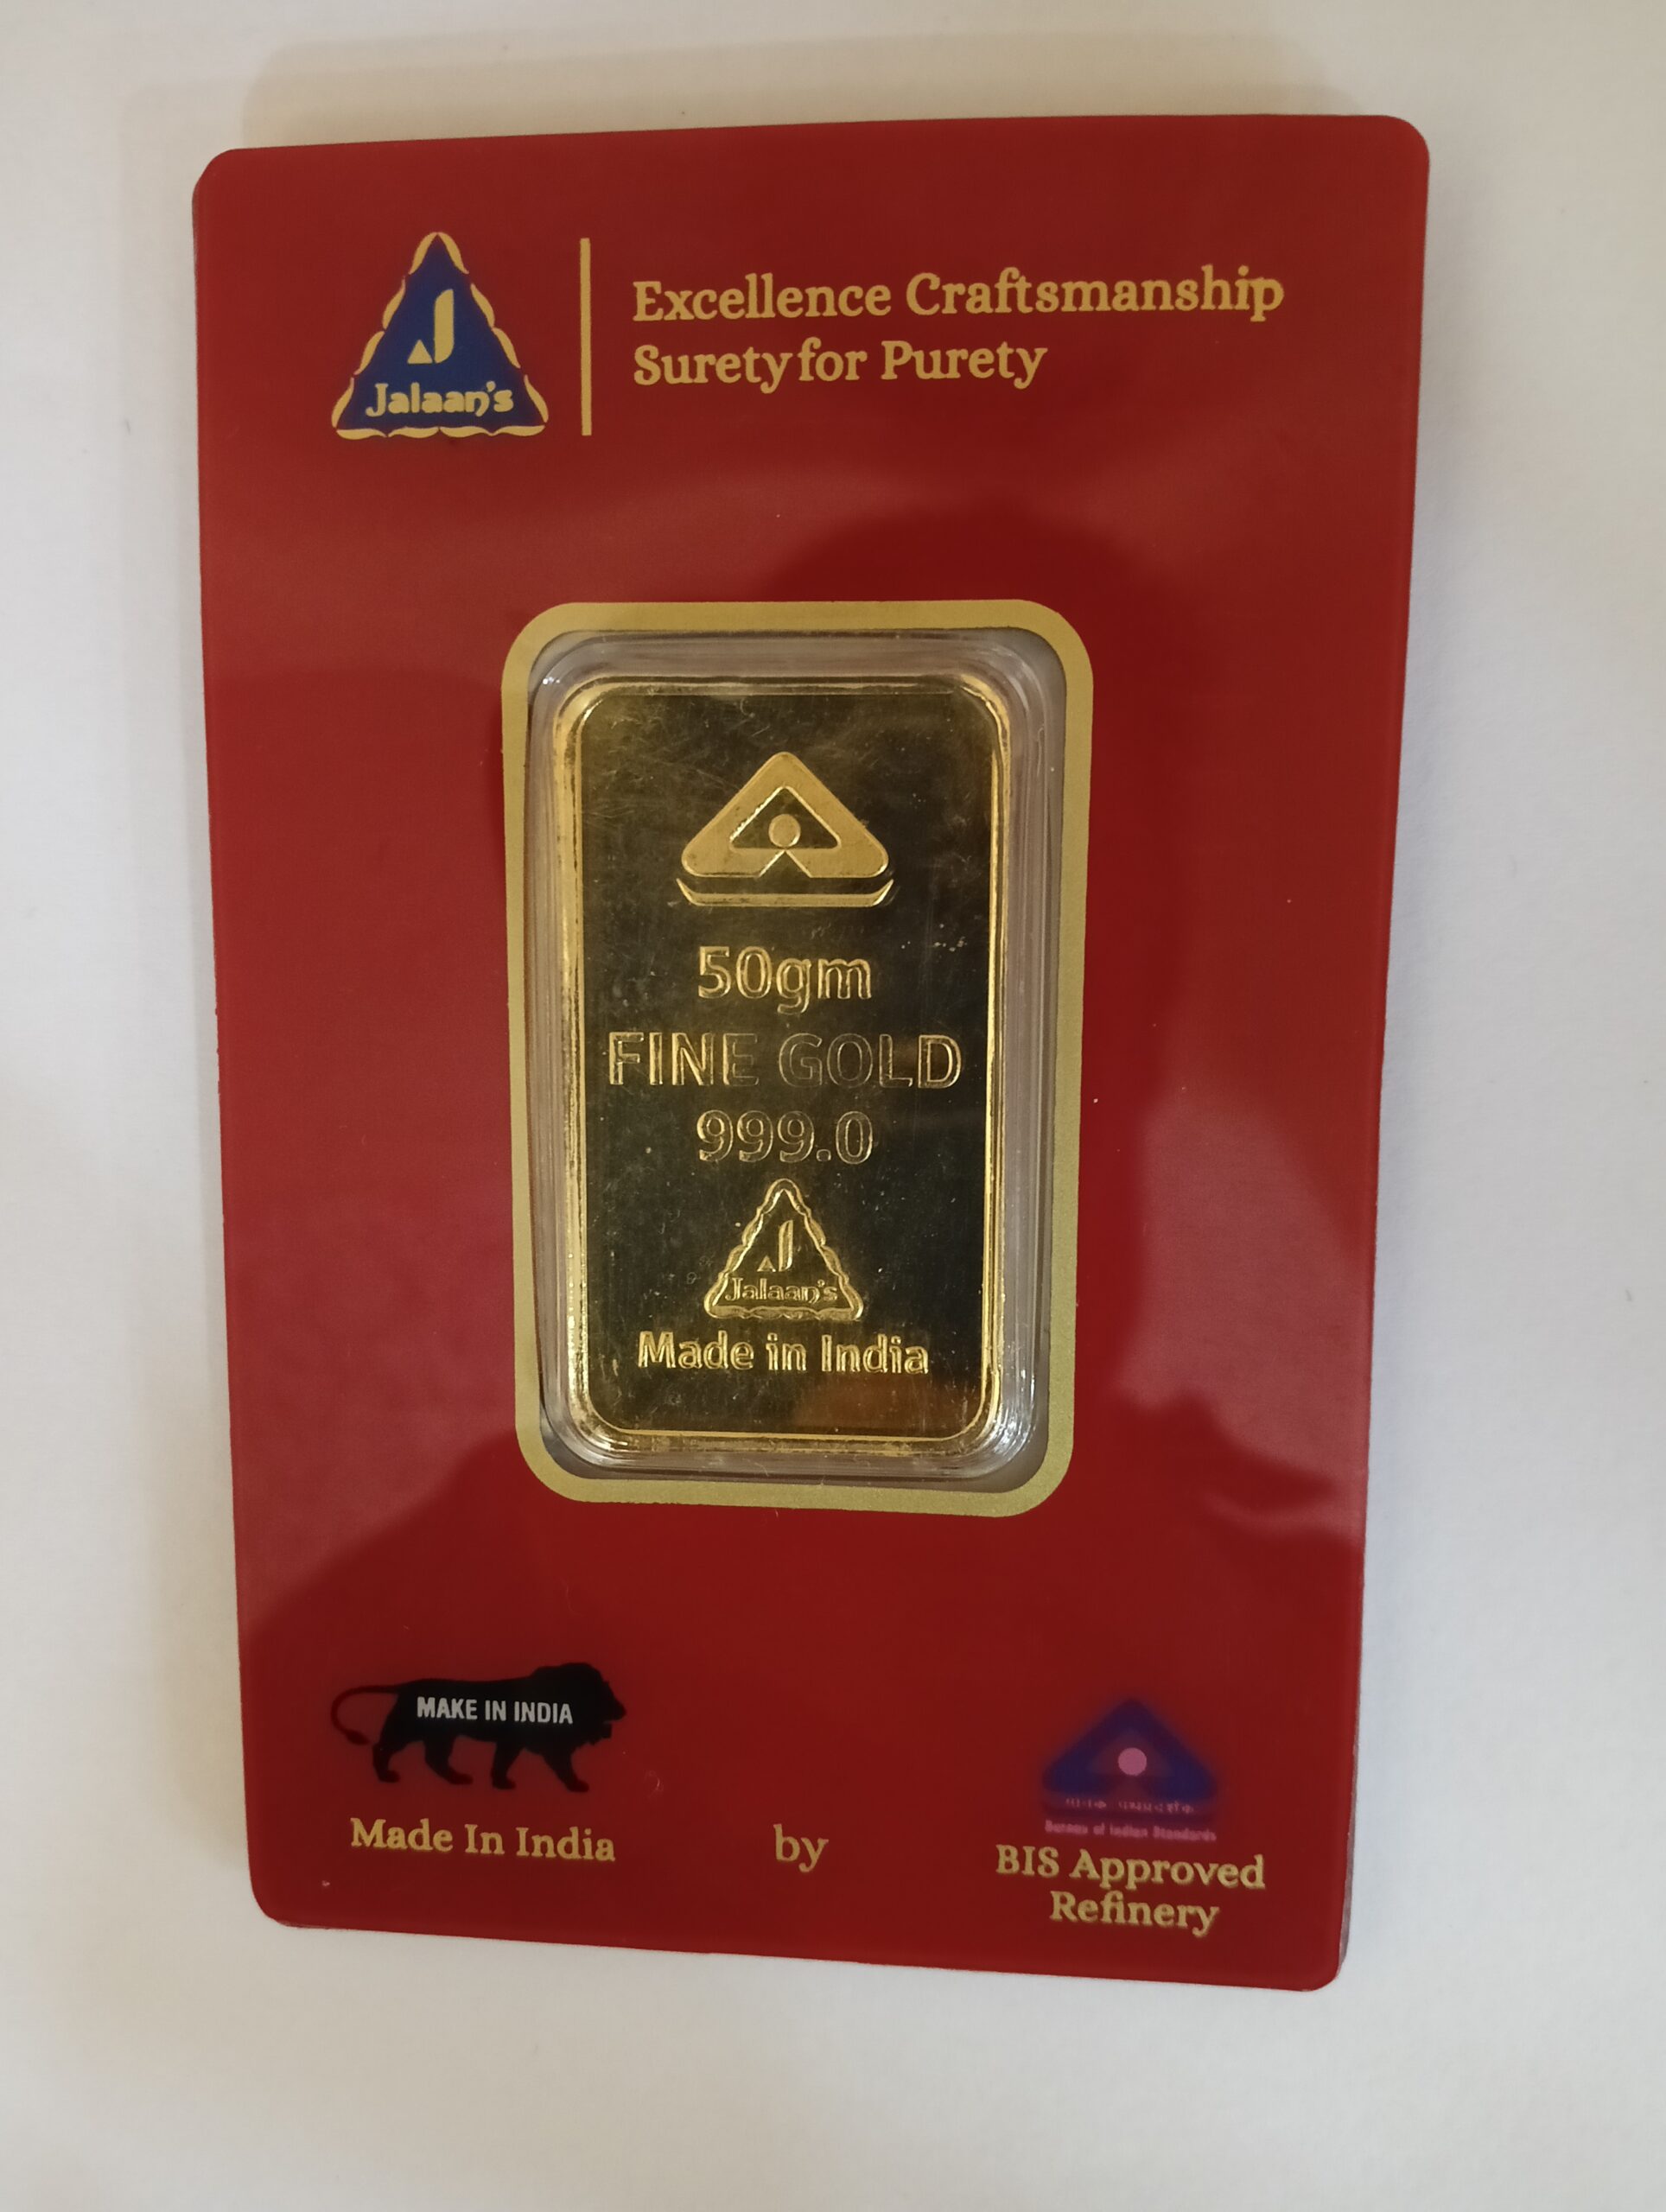 Jalaan's
Excellence Craftsmanship
Surety for Purety
50gm
FINE GOLD
999.0
Jalaan's
Made in India
MAKE IN INDIA
Made In India
by
Bureau of Indian Standards
BIS Approved
Refinery